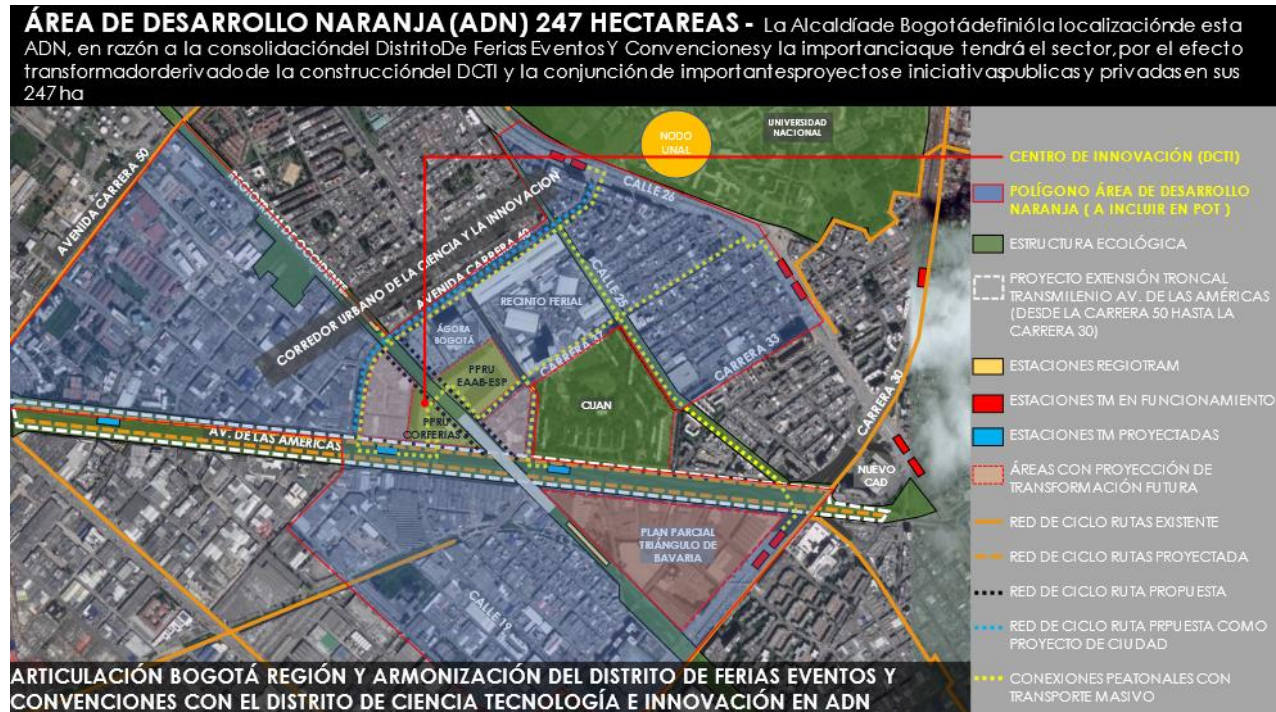 ÁREA DE DESARROLLO NARANJA (ADN) 247 HECTAREAS - La Alcaldíade Bogotádefinióla localizaciónde esta
ADN, en razón a la consolidacióndel DistritoDe Ferias Eventos Y Convencionesy la importanciaque tendrá el sector, por el efecto
transformadorderivado de la construccióndel DCTI y la conjunción de importantesproyectose iniciativaspublicas y privadasen sus
247 ha
UNIVERSIDAD
NACIONAL
NODO
UNAL
AVENIDA CARRERA 50
REGIOTRAM DE OCCIDENTE
CORREDOR URBANO DE LA CIENCIA Y LA INNOVACION
AVENIDA CARRERA 40
CALLE 26
CALLE 25
RECINTO FERIAL
ÁGORA
BOGOTÁ
CARRERA 37
CARRERA 33
CARRERA 30
PPRU
EAAB-ESP
PPRU
CORFERIAS
CUAN
AV. DE LAS AMÉRICAS
NUEVO
CAD
PLAN PARCIAL
TRIÁNGULO DE
BAVARIA
CALLE 19
CENTRO DE INNOVACIÓN (DCTI)
POLÍGONO ÁREA DE DESARROLLO
NARANJA ( A INCLUIR EN POT )
ESTRUCTURA ECOLÓGICA
PROYECTO EXTENSIÓN TRONCAL
TRANSMILENIO AV. DE LAS AMÉRICAS
(DESDE LA CARRERA 50 HASTA LA
CARRERA 30)
ESTACIONES REGIOTRAM
ESTACIONES TM EN FUNCIONAMIENTO
ESTACIONES TM PROYECTADAS
ÁREAS CON PROYECCIÓN DE
TRANSFORMACIÓN FUTURA
RED DE CICLO RUTAS EXISTENTE
RED DE CICLO RUTAS PROYECTADA
RED DE CICLO RUTA PROPUESTA
RED DE CICLO RUTA PRPUESTA COMO
PROYECTO DE CIUDAD
CONEXIONES PEATONALES CON
TRANSPORTE MASIVO
ARTICULACIÓN BOGOTÁ REGIÓN Y ARMONIZACIÓN DEL DISTRITO DE FERIAS EVENTOS Y
CONVENCIONES CON EL DISTRITO DE CIENCIA TECNOLOGÍA E INNOVACIÓN EN ADN